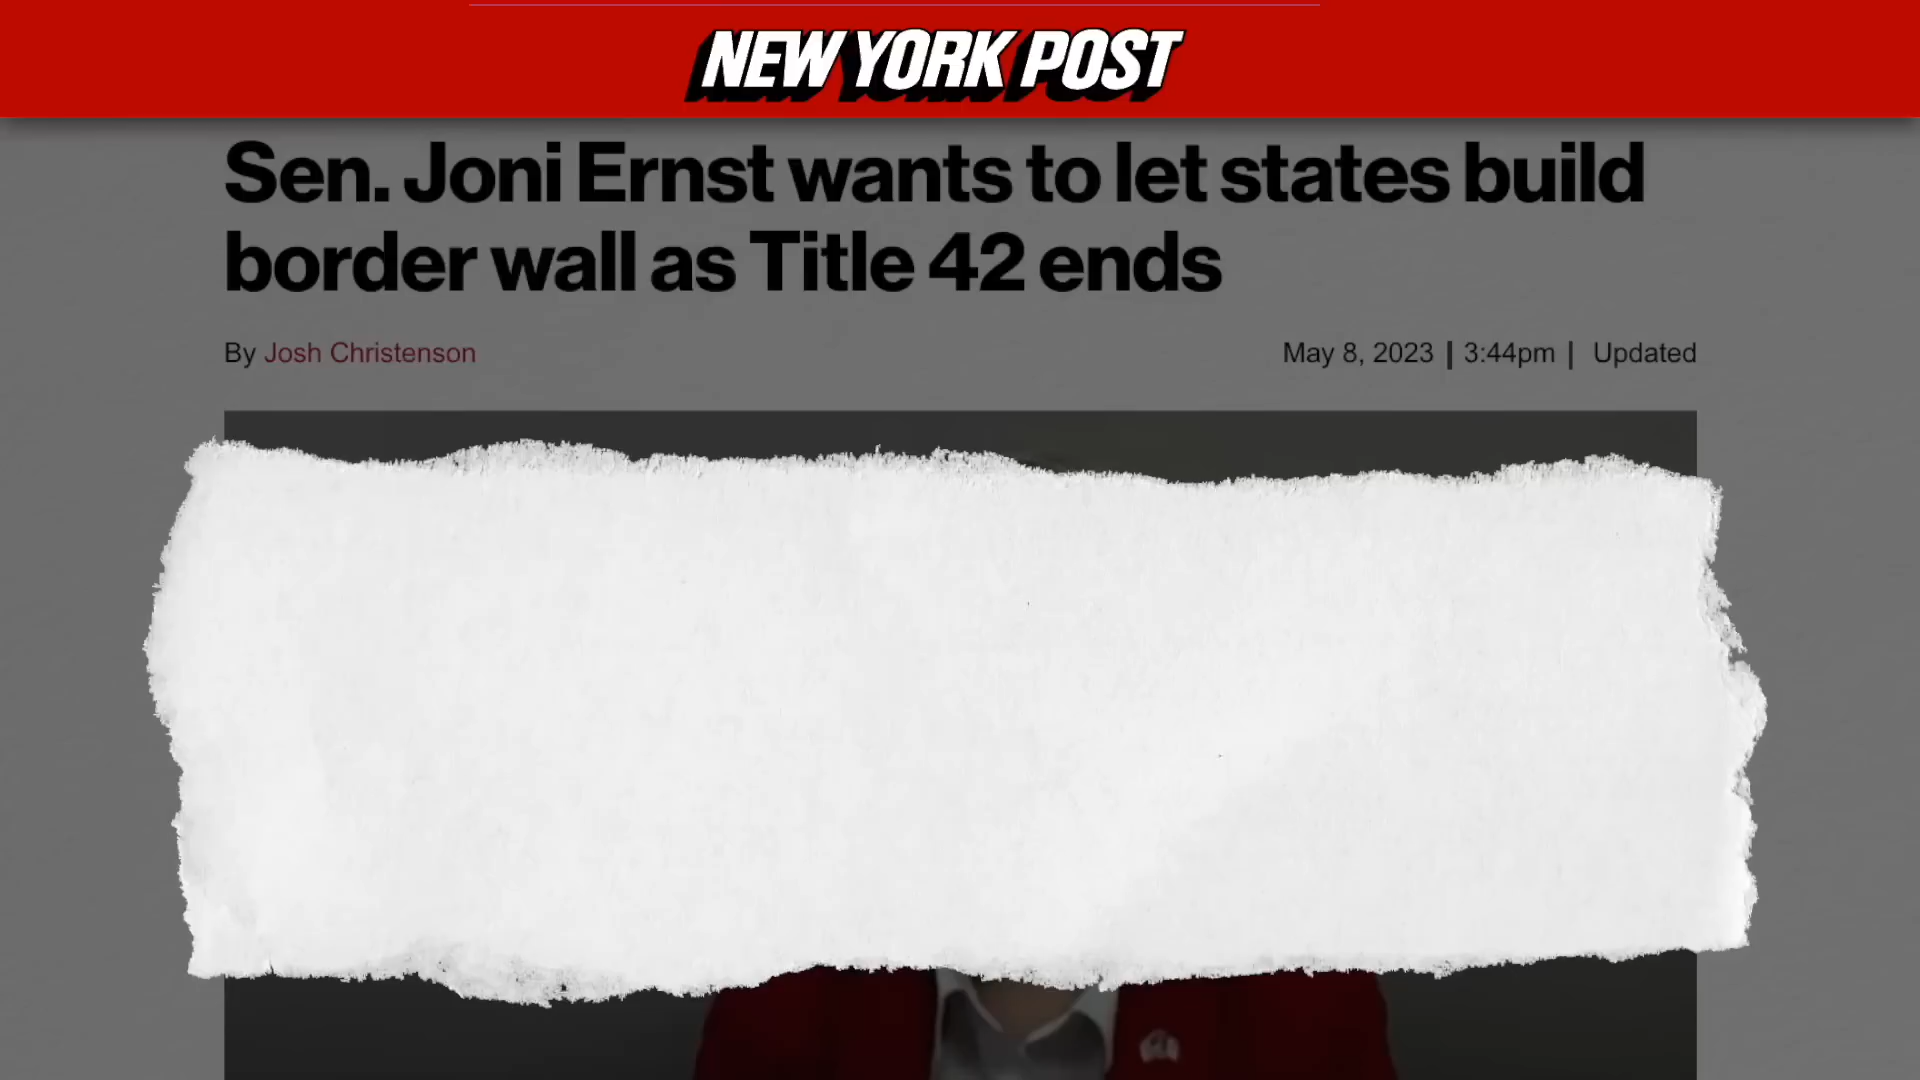 NEW YORK POST
Sen. Joni Ernst wants to let states build
border wall as Title 42 ends
By Josh Christenson
May 8, 2023 | 3:44pm | Updated